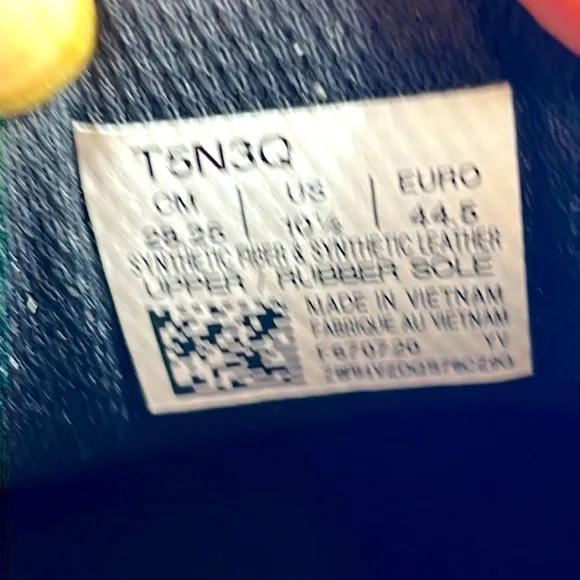 T5N3Q
CM | US | EURO
28.25 | 10½ | 44.5
SYNTHETIC FIBER & SYNTHETIC LEATHER
UPPER / RUBBER SOLE
MADE IN VIETNAM
FABRIQUE AU VIETNAM
YY